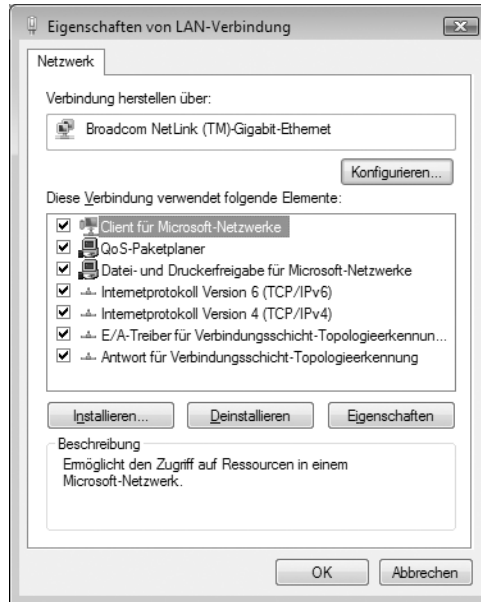 Eigenschaften von LAN-Verbindung
Netzwerk
Verbindung herstellen über:
Broadcom NetLink (TM)-Gigabit-Ethernet
Konfigurieren...
Diese Verbindung verwendet folgende Elemente:
Client für Microsoft-Netzwerke
QoS-Paketplaner
Datei- und Druckerfreigabe für Microsoft-Netzwerke
Internetprotokoll Version 6 (TCP/IPv6)
Internetprotokoll Version 4 (TCP/IPv4)
E/A-Treiber für Verbindungsschicht-Topologieerkennun...
Antwort für Verbindungsschicht-Topologieerkennung
Installieren... Deinstallieren Eigenschaften
Beschreibung
Ermöglicht den Zugriff auf Ressourcen in einem
Microsoft-Netzwerk.
OK Abbrechen